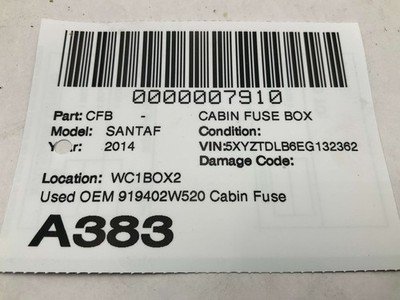 0000007910
Part: CFB - CABIN FUSE BOX
Model: SANTAF Condition:
Year: 2014 VIN:5XYZTDLB6EG132362
Damage Code:
Location: WC1BOX2
Used OEM 919402W520 Cabin Fuse
A383